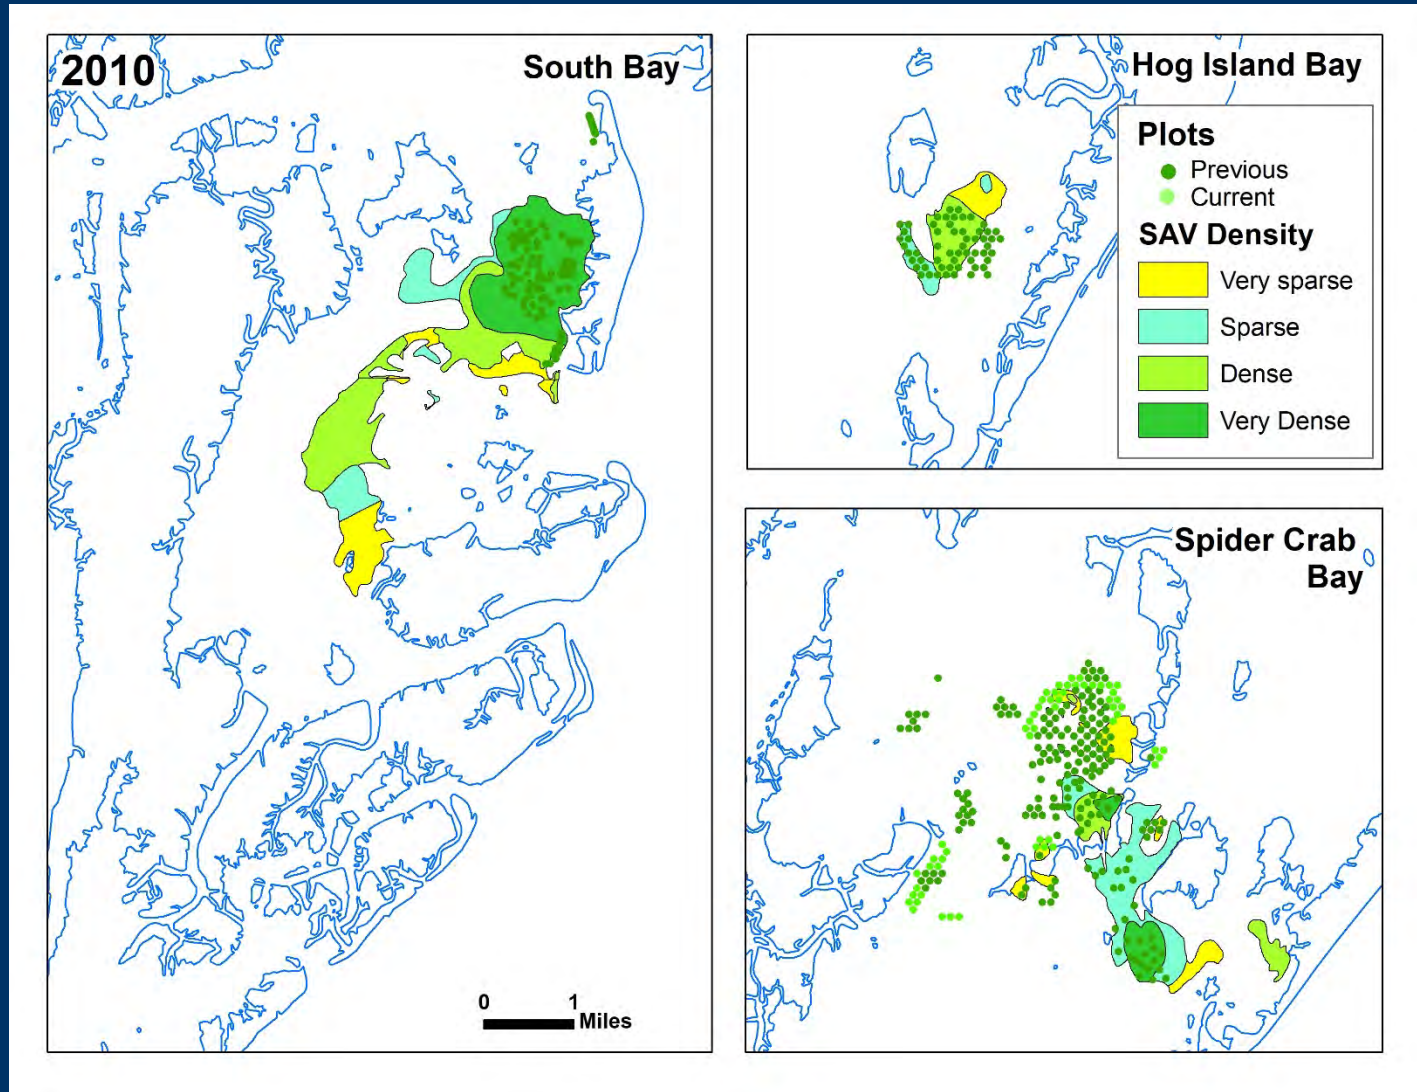 2010
South Bay
0 1
Miles
Hog Island Bay
Plots
Previous
Current
SAV Density
Very sparse
Sparse
Dense
Very Dense
Spider Crab
Bay